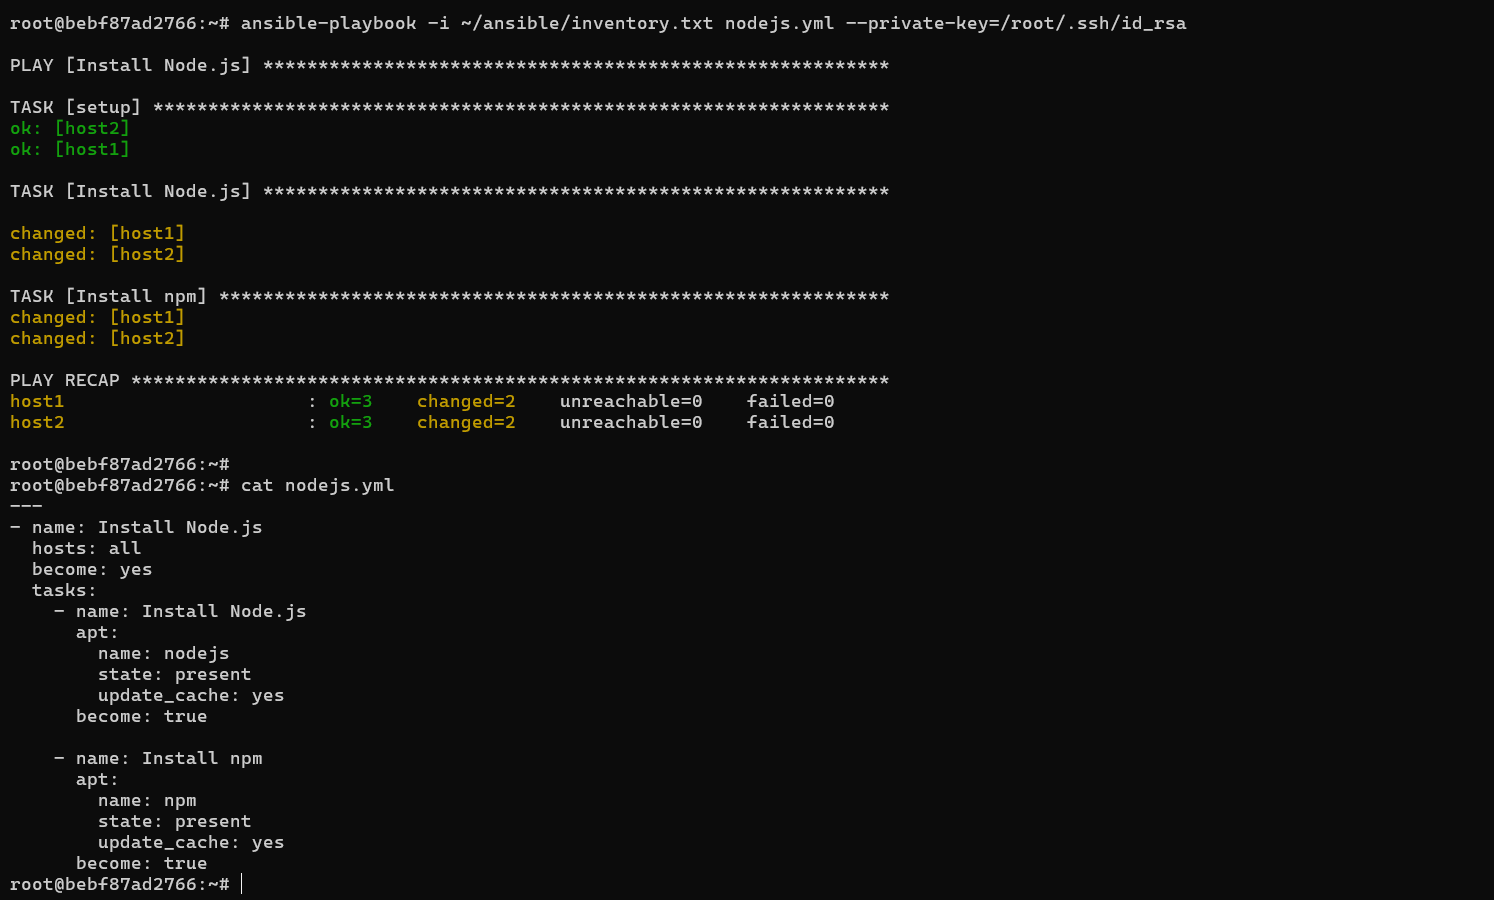 root@bebf87ad2766:~# ansible-playbook -i ~/ansible/inventory.txt nodejs.yml --private-key=/root/.ssh/id_rsa
PLAY [Install Node.js] *********************************************************
TASK [setup] *******************************************************************
ok: [host2]
ok: [host1]
TASK [Install Node.js] *********************************************************
changed: [host1]
changed: [host2]
TASK [Install npm] *************************************************************
changed: [host1]
changed: [host2]
PLAY RECAP *********************************************************************
host1                      : ok=3    changed=2    unreachable=0    failed=0
host2                      : ok=3    changed=2    unreachable=0    failed=0
root@bebf87ad2766:~#
root@bebf87ad2766:~# cat nodejs.yml
---
- name: Install Node.js
  hosts: all
  become: yes
  tasks:
    - name: Install Node.js
      apt:
        name: nodejs
        state: present
        update_cache: yes
      become: true
    - name: Install npm
      apt:
        name: npm
        state: present
        update_cache: yes
      become: true
root@bebf87ad2766:~#